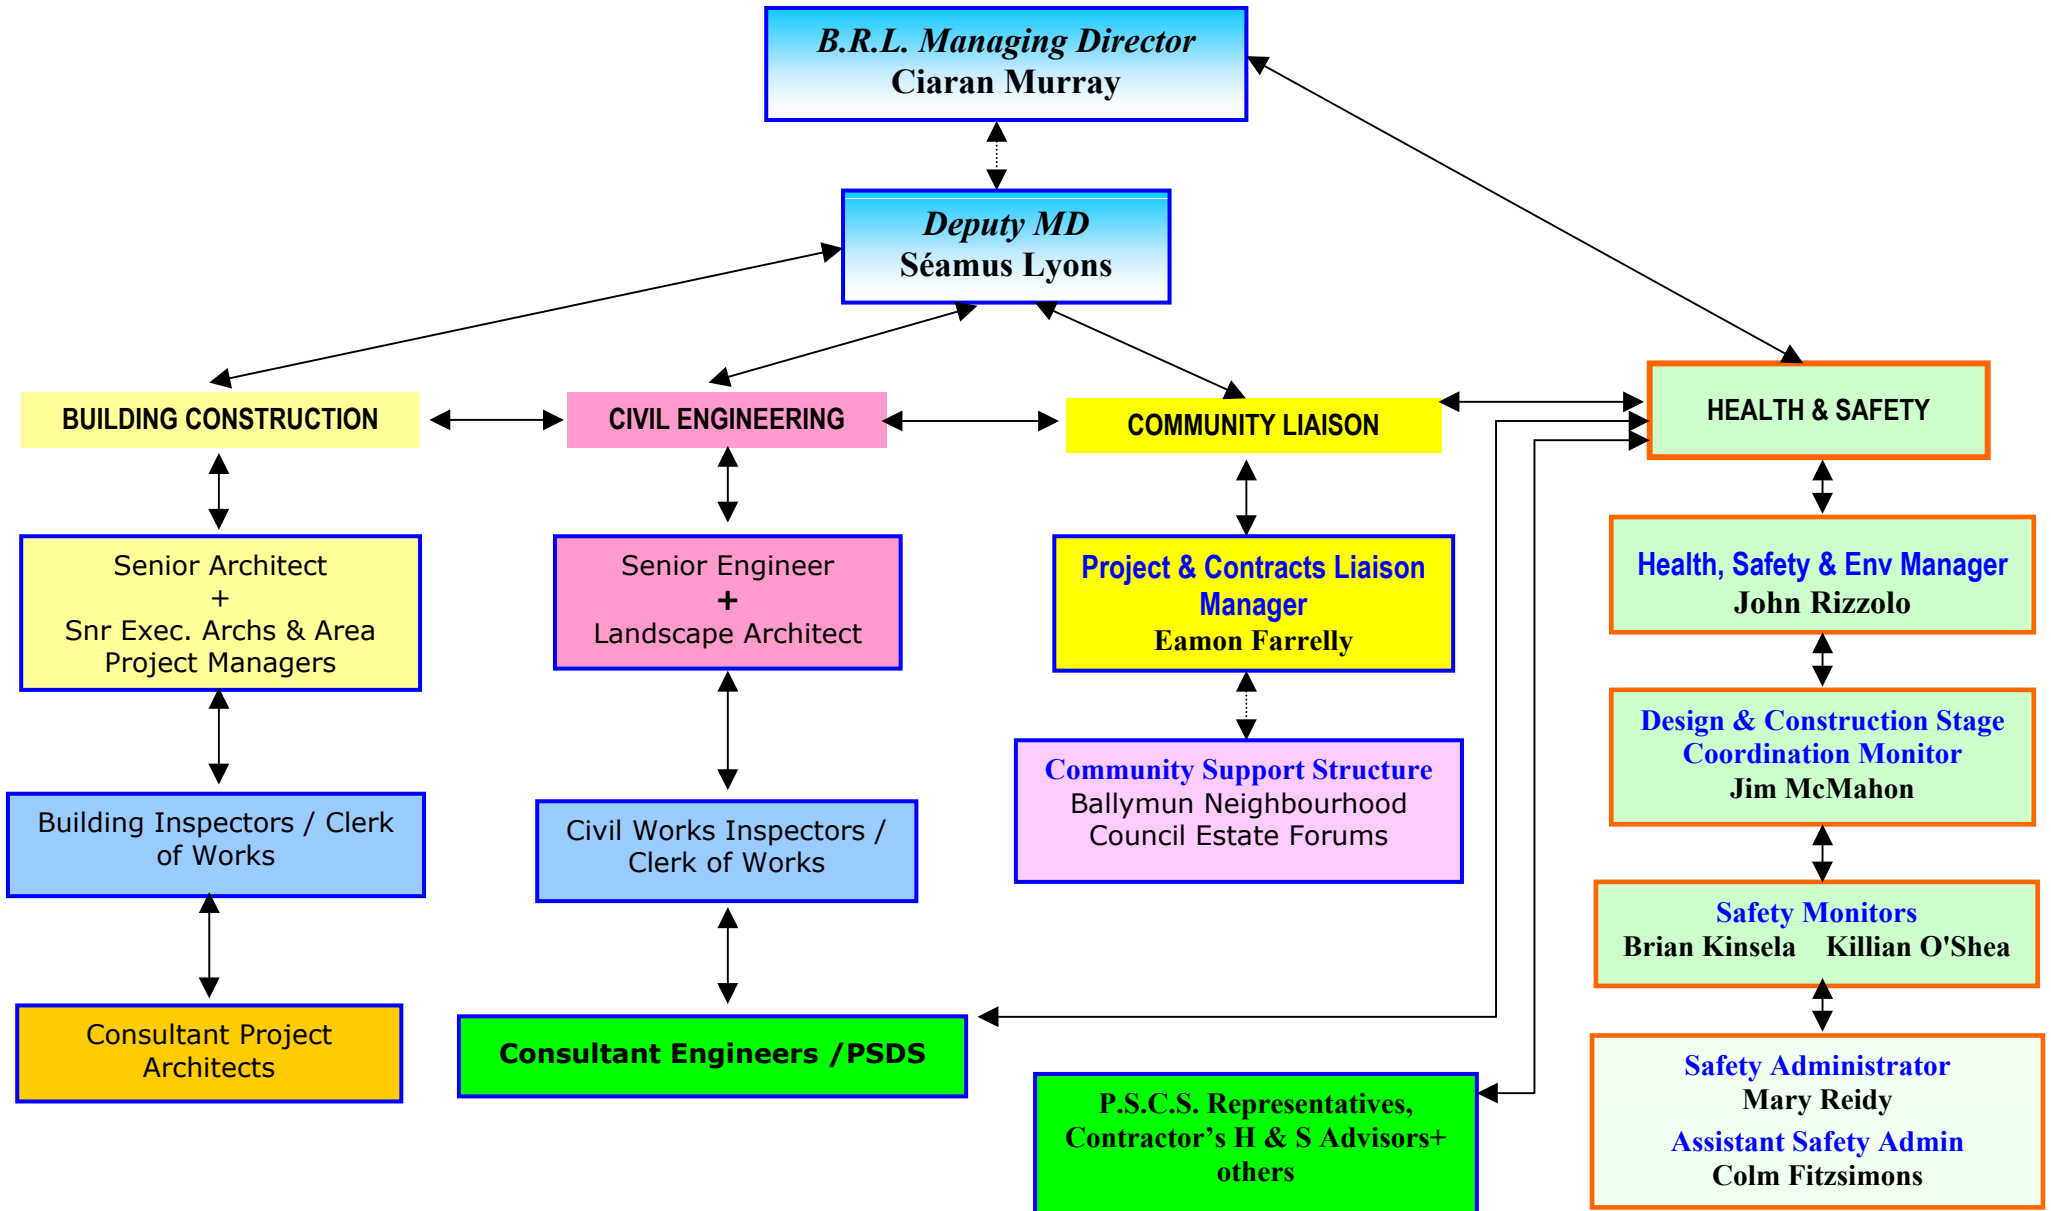 B.R.L. Managing Director
Ciaran Murray
Deputy MD
Séamus Lyons
BUILDING CONSTRUCTION
CIVIL ENGINEERING
COMMUNITY LIAISON
HEALTH & SAFETY
Senior Architect
+
Snr Exec. Archs & Area
Project Managers
Senior Engineer
+
Landscape Architect
Project & Contracts Liaison
Manager
Eamon Farrelly
Health, Safety & Env Manager
John Rizzolo
Design & Construction Stage
Coordination Monitor
Jim McMahon
Building Inspectors / Clerk
of Works
Civil Works Inspectors /
Clerk of Works
Community Support Structure
Ballymun Neighbourhood
Council Estate Forums
Safety Monitors
Brian Kinsela    Killian O'Shea
Consultant Project
Architects
Consultant Engineers /PSDS
P.S.C.S. Representatives,
Contractor’s H & S Advisors+
others
Safety Administrator
Mary Reidy
Assistant Safety Admin
Colm Fitzsimons